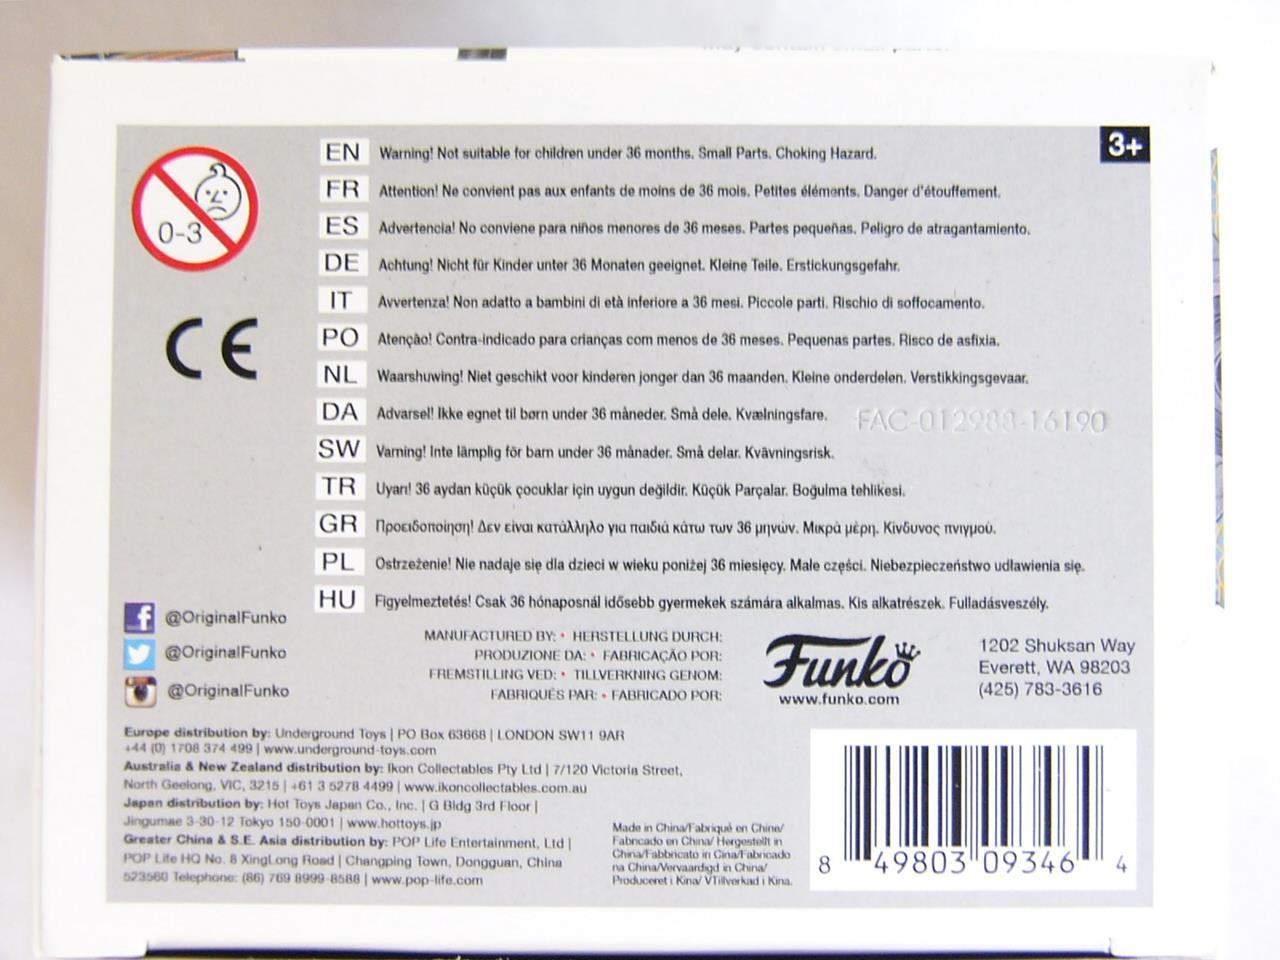 3+
0-3
CE
EN Warning! Not suitable for children under 36 months. Small Parts. Choking Hazard.
FR Attention! Ne convient pas aux enfants de moins de 36 mois. Petites éléments. Danger d'étouffement.
ES Advertencia! No conviene para niños menores de 36 meses. Partes pequeñas. Peligro de atragantamiento.
DE Achtung! Nicht für Kinder unter 36 Monaten geeignet. Kleine Teile. Erstickungsgefahr.
IT Avvertenza! Non adatto a bambini di età inferiore a 36 mesi. Piccole parti. Rischio di soffocamento.
PO Atenção! Contra-indicado para crianças com menos de 36 meses. Pequenas partes. Risco de asfixia.
NL Waarshuwing! Niet geschikt voor kinderen jonger dan 36 maanden. Kleine onderdelen. Verstikkingsgevaar.
DA Advarsel! Ikke egnet til børn under 36 måneder. Små dele. Kvælningsfare.
FAC-012988-16190
SW Varning! Inte lämplig för barn under 36 månader. Små delar. Kvävningsrisk.
TR Uyarı! 36 aydan küçük çocuklar için uygun değildir. Küçük Parçalar. Boğulma tehlikesi.
GR Προειδοποίηση! Δεν είναι κατάλληλο για παιδιά κάτω των 36 μηνών. Μικρά μέρη. Κίνδυνος πνιγμού.
PL Ostrzeżenie! Nie nadaje się dla dzieci w wieku poniżej 36 miesięcy. Małe części. Niebezpieczeństwo udławienia się.
HU Figyelmeztetés! Csak 36 hónaposnál idősebb gyermekek számára alkalmas. Kis alkatrészek. Fulladásveszély.
@OriginalFunko
@OriginalFunko
@OriginalFunko
MANUFACTURED BY: • HERSTELLUNG DURCH:
PRODUZIONE DA: • FABRICAÇÃO POR:
FREMSTILLING VED: • TILLVERKNING GENOM:
FABRIQUÉS PAR: • FABRICADO POR:
Funko
www.funko.com
1202 Shuksan Way
Everett, WA 98203
(425) 783-3616
Europe distribution by: Underground Toys | PO Box 63668 | LONDON SW11 9AR
+44 (0) 1708 374 499 | www.underground-toys.com
Australia & New Zealand distribution by: Ikon Collectables Pty Ltd | 7/120 Victoria Street,
North Geelong, VIC, 3215 | +61 3 5278 4499 | www.ikoncollectables.com.au
Japan distribution by: Hot Toys Japan Co., Inc. | G Bldg 3rd Floor |
Jingumae 3-30-12 Tokyo 150-0001 | www.hottoys.jp
Greater China & S.E. Asia distribution by: POP Life Entertainment, Ltd |
POP Life HQ No. 8 XingLong Road | Changping Town, Dongguan, China
523560 Telephone: (86) 769 8999-8588 | www.pop-life.com
Made in China/Fabriqué en Chine/
Fabricado en China/ Hergestellt in
China/Fabbricato in Cina/Fabricado
na China/Vervaardigd in China/
Produceret i Kina/ VTillverkad i Kina.
8 49803 09346 4